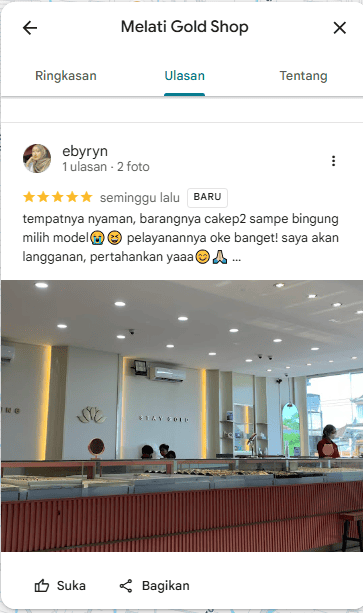 Melati Gold Shop
Ringkasan
Ulasan
Tentang
ebyryn
1 ulasan · 2 foto
★★★★★ seminggu lalu BARU
tempatnya nyaman, barangnya cakep2 sampe bingung
milih model😭😆 pelayanannya oke banget! saya akan
langganan, pertahankan yaaa😊🙏🏻 ...
STAY GOLD
Suka
Bagikan